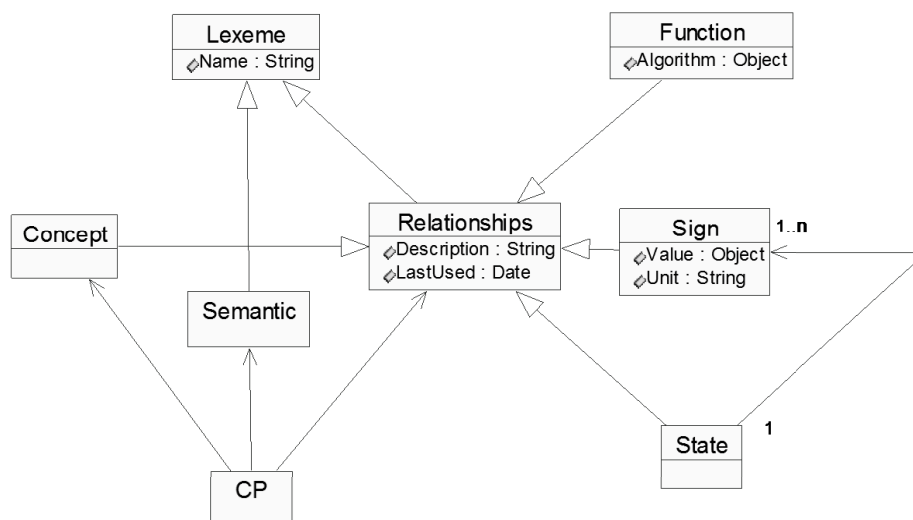 Lexeme
Name : String
Function
Algorithm : Object
Concept
Relationships
Description : String
LastUsed : Date
Sign
Value : Object
Unit : String
1..n
Semantic
State
1
CP